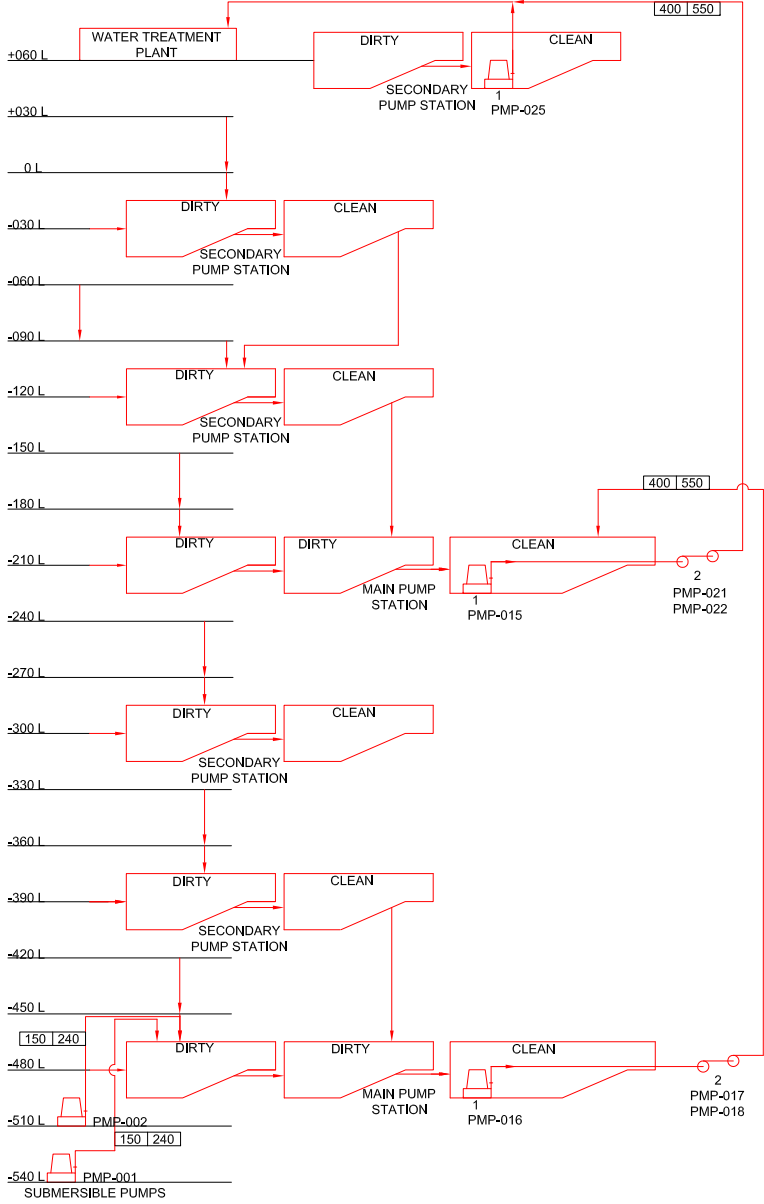 400 550
WATER TREATMENT
PLANT
DIRTY
CLEAN
+060 L
SECONDARY
PUMP STATION
1
PMP-025
+030 L
0 L
DIRTY
CLEAN
-030 L
SECONDARY
PUMP STATION
-060 L
-090 L
DIRTY
CLEAN
-120 L
SECONDARY
PUMP STATION
-150 L
400 550
-180 L
DIRTY
DIRTY
CLEAN
-210 L
MAIN PUMP
STATION
1
PMP-015
2
PMP-021
PMP-022
-240 L
-270 L
DIRTY
CLEAN
-300 L
SECONDARY
PUMP STATION
-330 L
-360 L
DIRTY
CLEAN
-390 L
SECONDARY
PUMP STATION
-420 L
-450 L
150 240
DIRTY
DIRTY
CLEAN
-480 L
MAIN PUMP
STATION
1
PMP-016
2
PMP-017
PMP-018
-510 L
PMP-002
150 240
-540 L
PMP-001
SUBMERSIBLE PUMPS